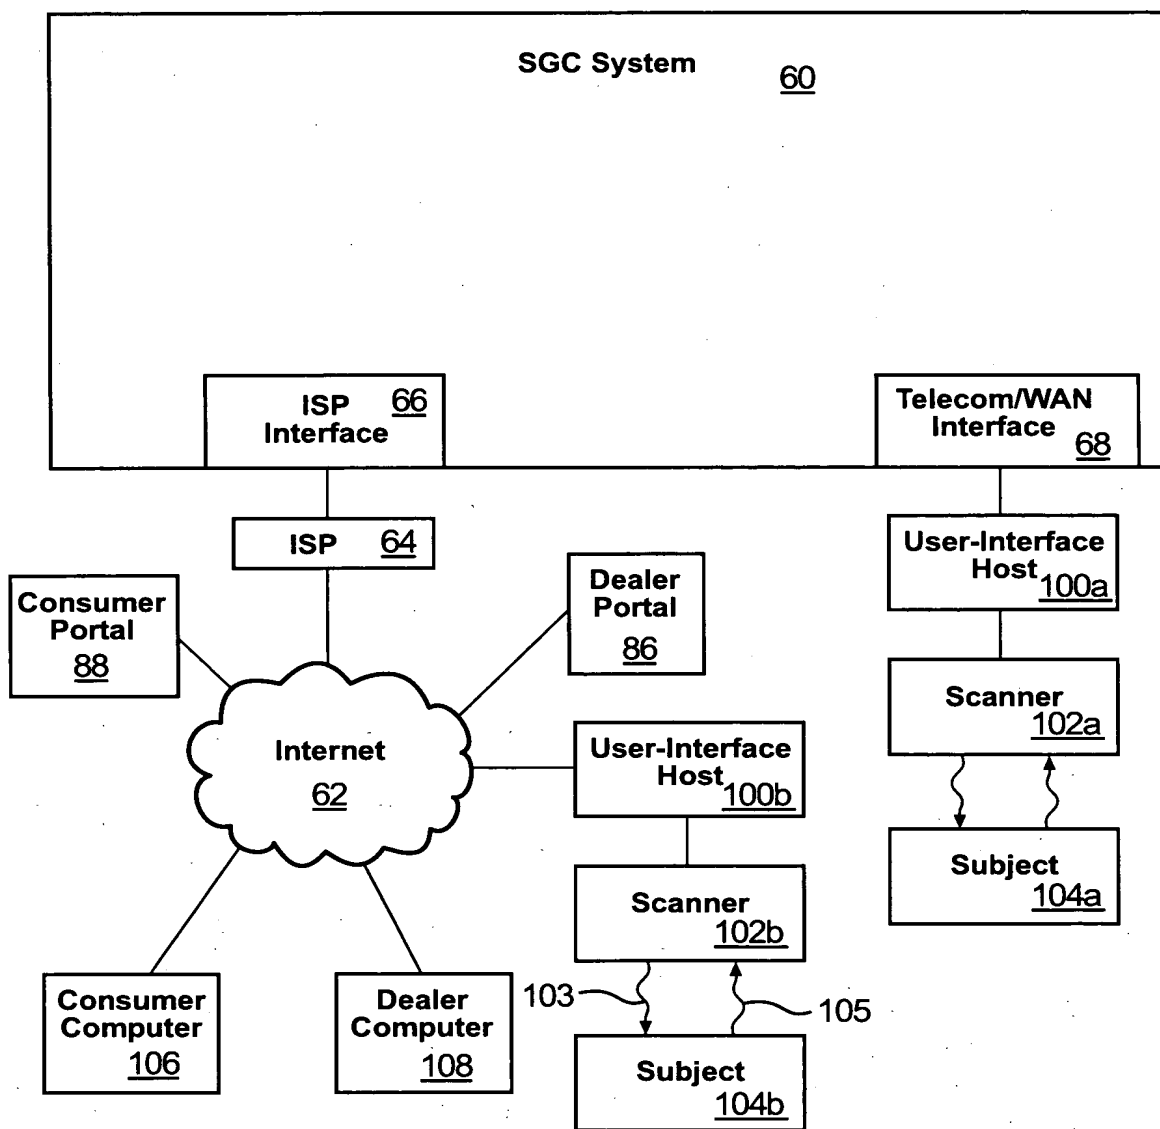 SGC System
60
ISP 66
Interface
Telecom/WAN
Interface
68
ISP 64
User-Interface
Host 100a
Consumer
Portal
88
Dealer
Portal
86
Scanner
102a
Internet
62
User-Interface
Host 100b
Subject
104a
Scanner
102b
103
105
Consumer
Computer
106
Dealer
Computer
108
Subject
104b